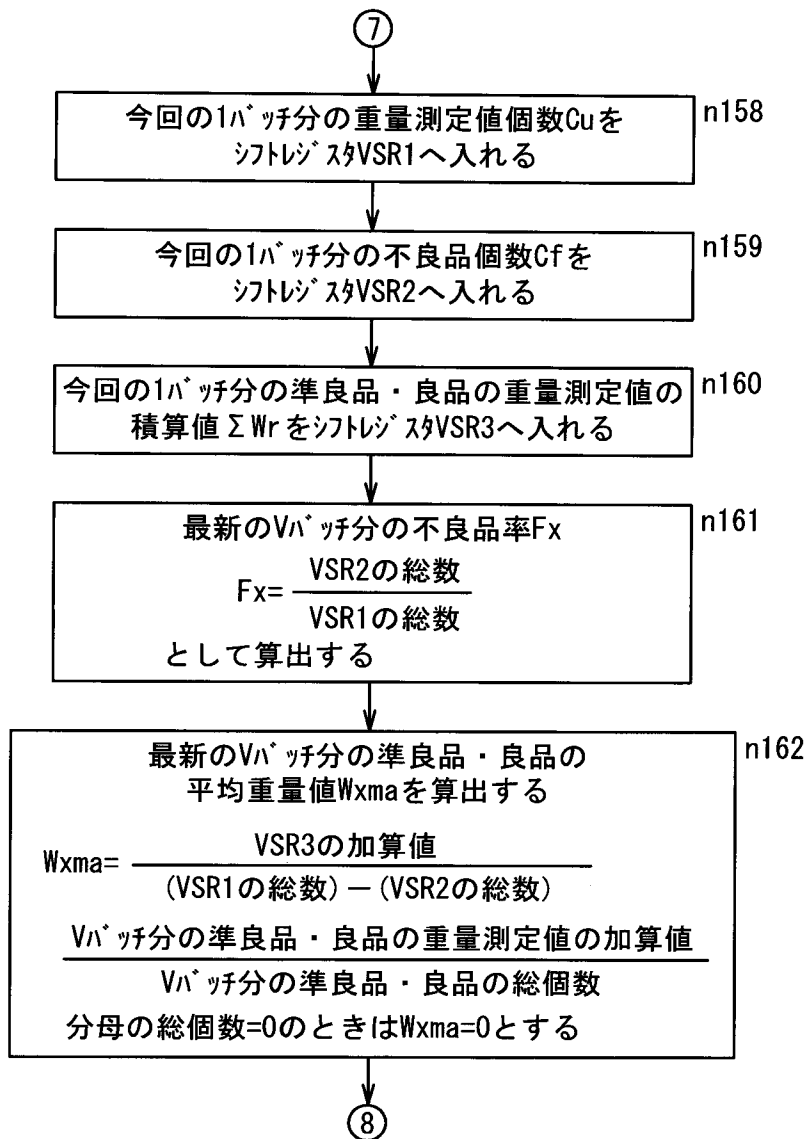 ⑦
今回の1ﾊﾞｯﾁ分の重量測定値個数Cuを
ｼﾌﾄﾚｼﾞｽﾀVSR1へ入れる
n158
今回の1ﾊﾞｯﾁ分の不良品個数Cfを
ｼﾌﾄﾚｼﾞｽﾀVSR2へ入れる
n159
今回の1ﾊﾞｯﾁ分の準良品・良品の重量測定値の
積算値ΣWrをｼﾌﾄﾚｼﾞｽﾀVSR3へ入れる
n160
最新のVﾊﾞｯﾁ分の不良品率Fx
n161
VSR2の総数
Fx=
VSR1の総数
として算出する
最新のVﾊﾞｯﾁ分の準良品・良品の
n162
平均重量値Wxmaを算出する
VSR3の加算値
Wxma=
(VSR1の総数)－(VSR2の総数)
Vﾊﾞｯﾁ分の準良品・良品の重量測定値の加算値
Vﾊﾞｯﾁ分の準良品・良品の総個数
分母の総個数=0のときはWxma=0とする
⑧